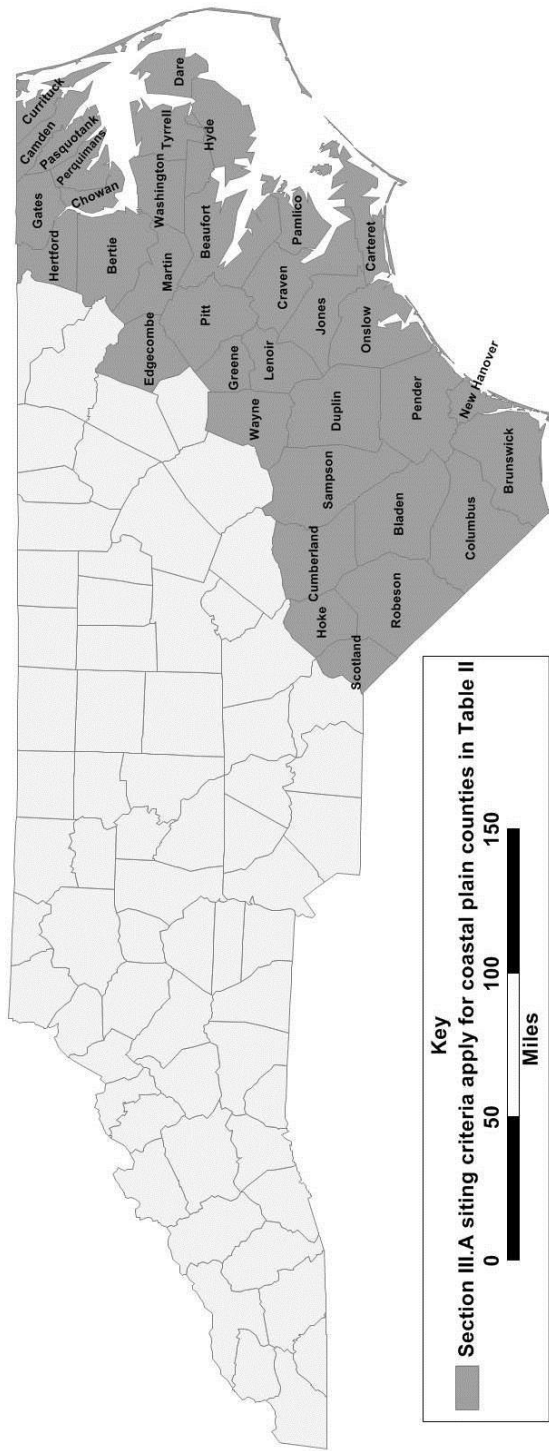 Currituck
Camden
Pasquotank
Perquimans
Gates
Chowan
Hertford
Bertie
Dare
Tyrrell
Washington
Hyde
Martin
Beaufort
Edgecombe
Pitt
Pamlico
Craven
Greene
Lenoir
Wayne
Carteret
Jones
Onslow
Duplin
Sampson
Pender
New Hanover
Cumberland
Bladen
Brunswick
Columbus
Hoke
Robeson
Scotland
Key
Section III.A siting criteria apply for coastal plain counties in Table II
0 50 100 150
Miles